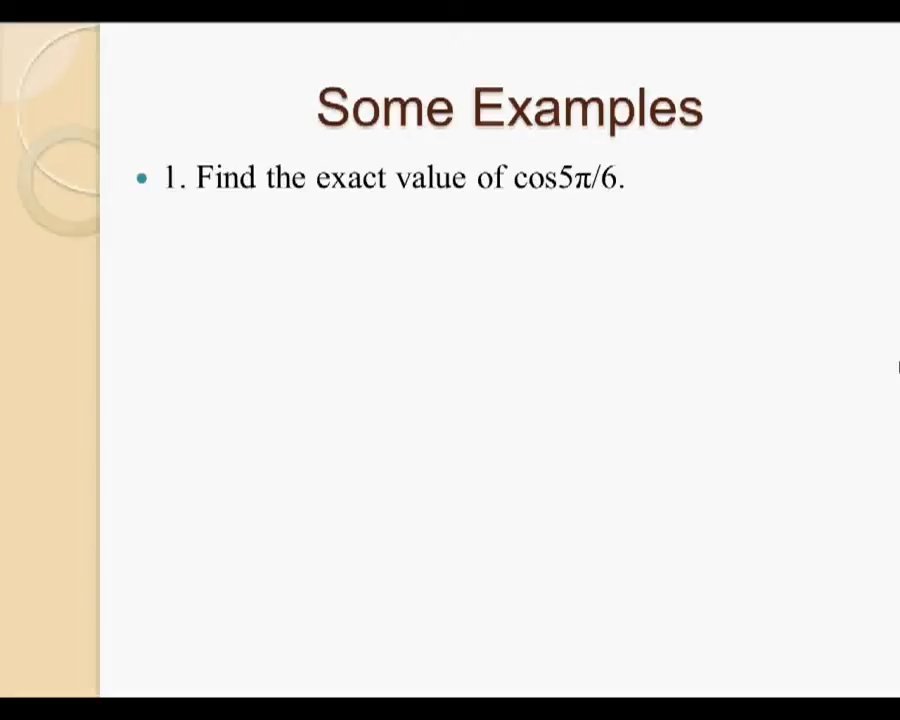 Some Examples
• 1. Find the exact value of cos5π/6.